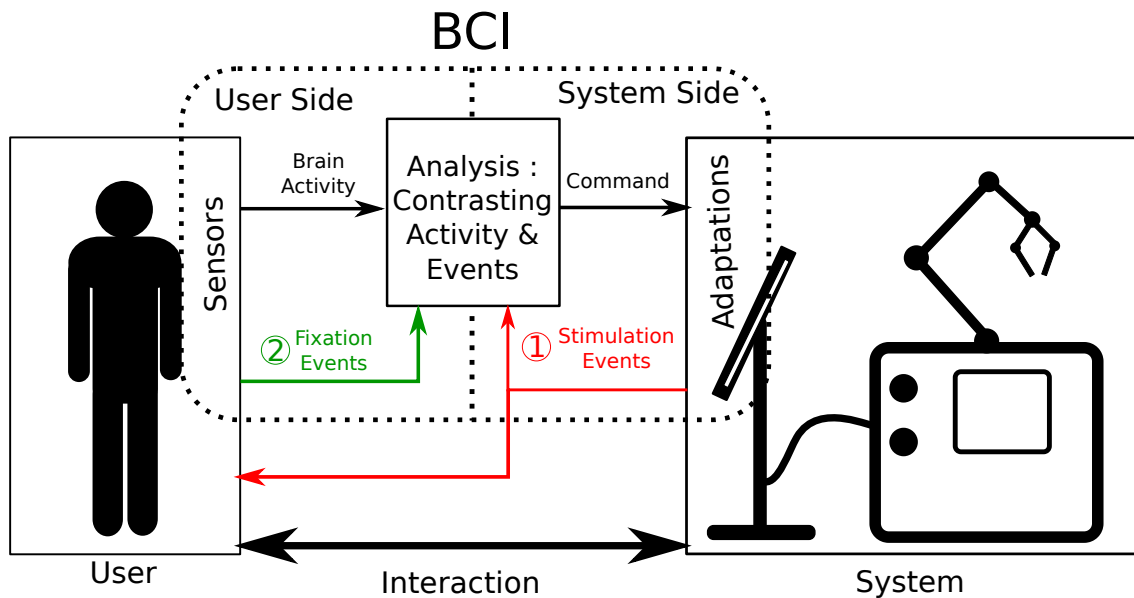 BCI
User Side
System Side
Sensors
Brain
Activity
Analysis :
Contrasting
Activity &
Events
Command
Adaptations
② Fixation
Events
① Stimulation
Events
User
Interaction
System